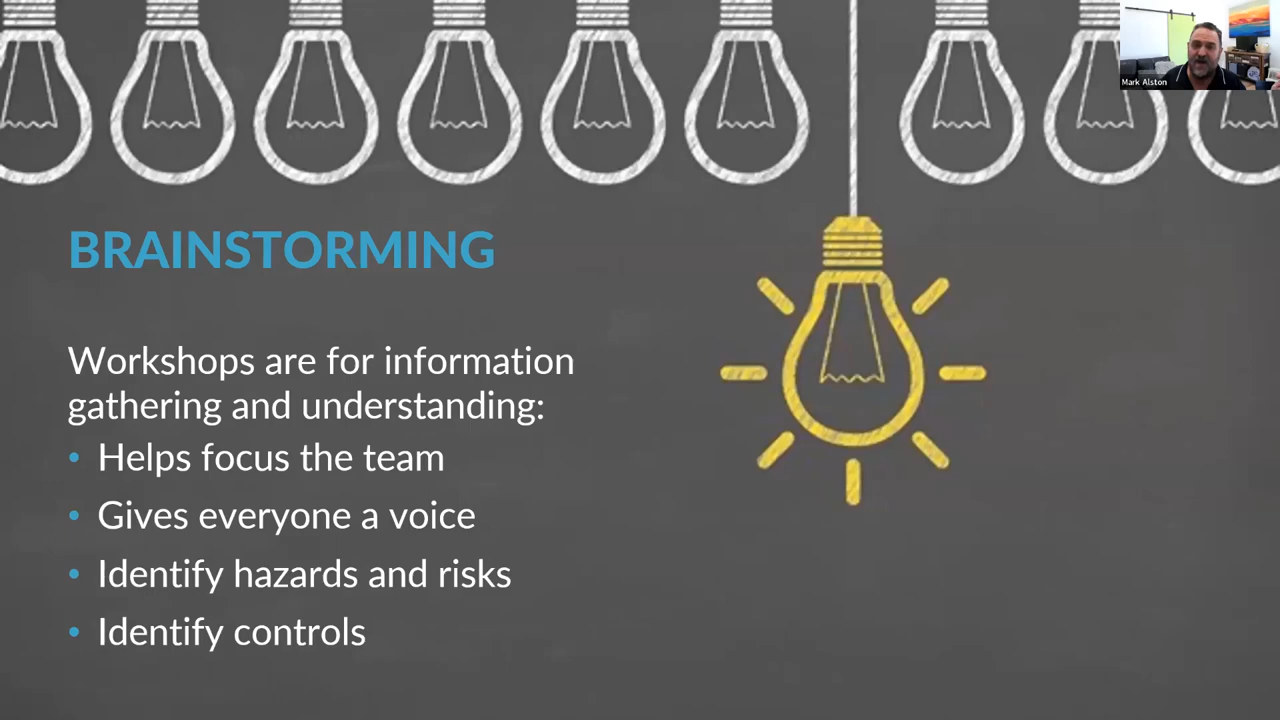 Mark Alston
BRAINSTORMING
Workshops are for information
gathering and understanding:
• Helps focus the team
• Gives everyone a voice
• Identify hazards and risks
• Identify controls